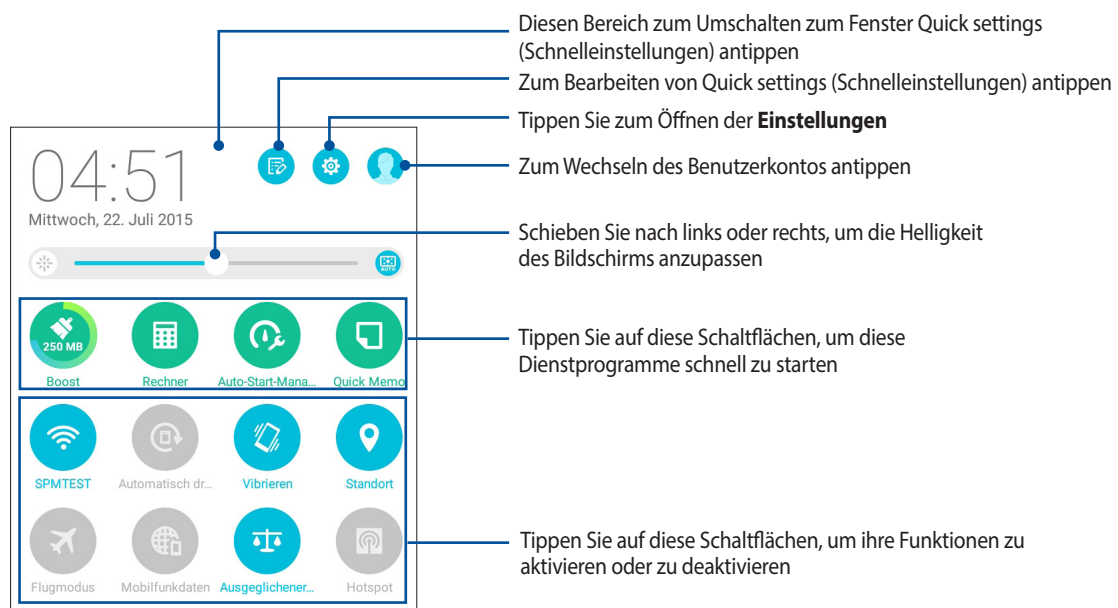 Diesen Bereich zum Umschalten zum Fenster Quick settings
(Schnelleinstellungen) antippen
Zum Bearbeiten von Quick settings (Schnelleinstellungen) antippen
Tippen Sie zum Öffnen der Einstellungen
Zum Wechseln des Benutzerkontos antippen
04:51
Mittwoch, 22. Juli 2015
Schieben Sie nach links oder rechts, um die Helligkeit
des Bildschirms anzupassen
AUTO
250 MB
Boost Rechner Auto-Start-Mana... Quick Memo
Tippen Sie auf diese Schaltflächen, um diese
Dienstprogramme schnell zu starten
SPMTEST Automatisch dr... Vibrieren Standort
Flugmodus Mobilfunkdaten Ausgeglichener... Hotspot
Tippen Sie auf diese Schaltflächen, um ihre Funktionen zu
aktivieren oder zu deaktivieren